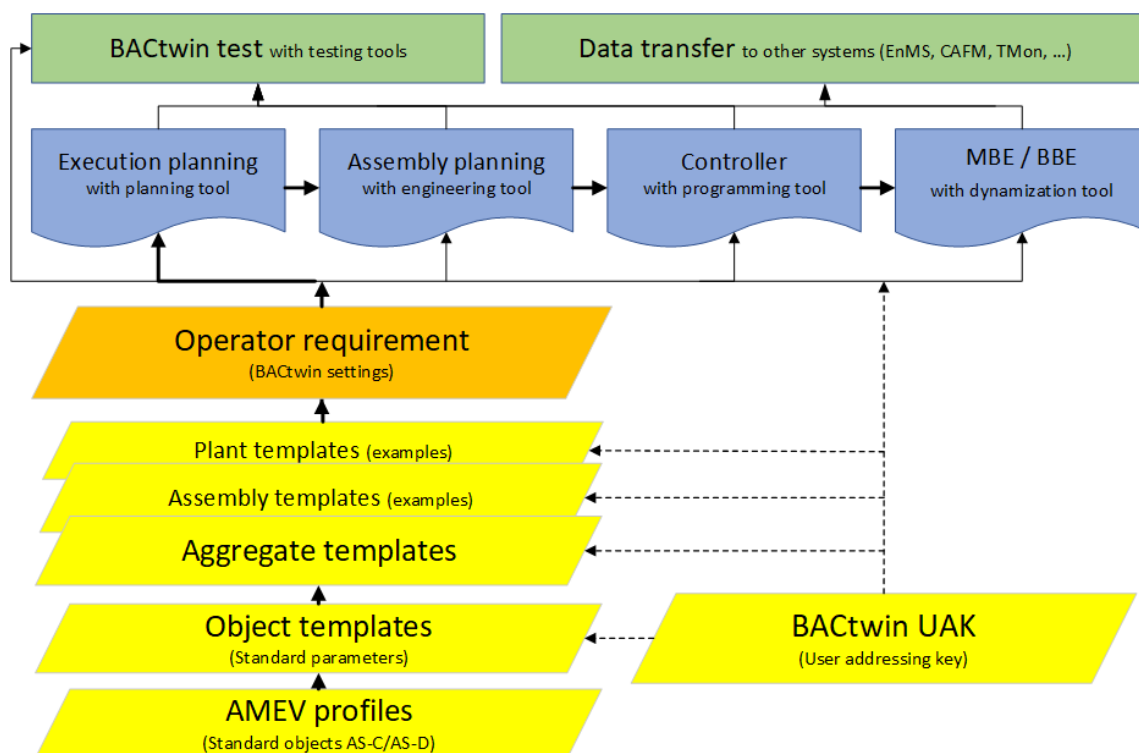 BACtwin test with testing tools
Data transfer to other systems (EnMS, CAFM, TMon, ...)
Execution planning
with planning tool
Assembly planning
with engineering tool
Controller
with programming tool
MBE / BBE
with dynamization tool
Operator requirement
(BACtwin settings)
Plant templates (examples)
Assembly templates (examples)
Aggregate templates
Object templates
(Standard parameters)
BACtwin UAK
(User addressing key)
AMEV profiles
(Standard objects AS-C/AS-D)